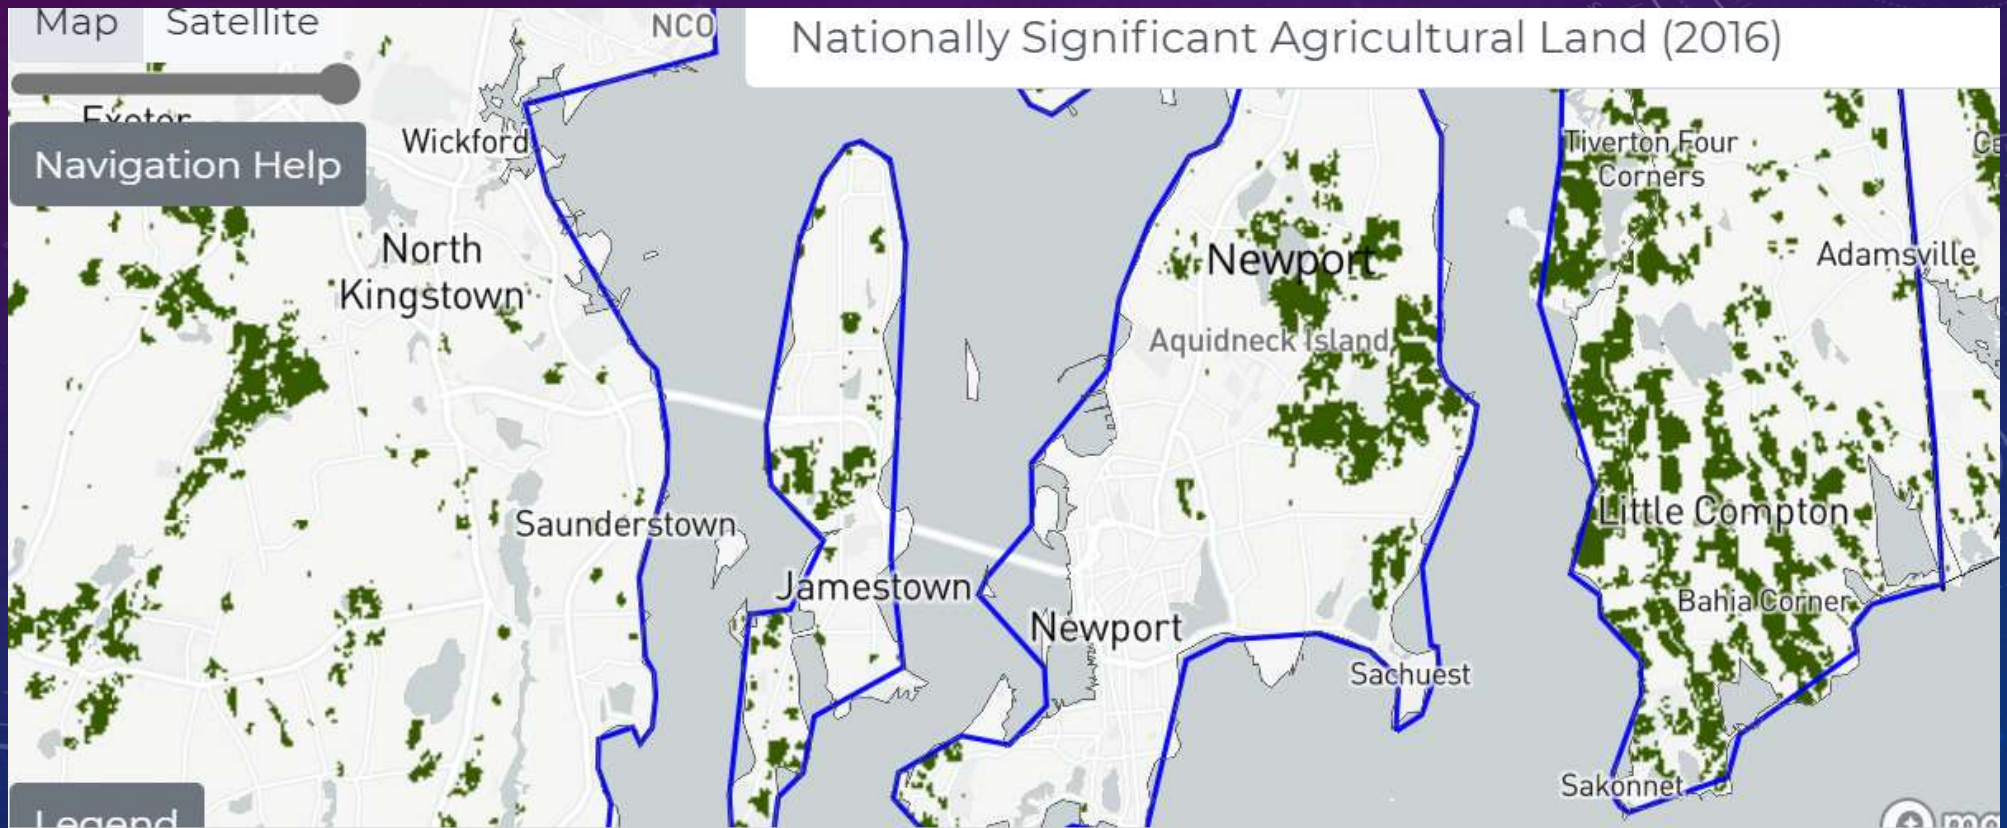 Map
Satellite
NCO
Nationally Significant Agricultural Land (2016)
Exeter
Wickford
Navigation Help
Tiverton Four
Corners
North
Kingstown
Newport
Adamsville
Aquidneck Island
Saunderstown
Little Compton
Jamestown
Newport
Bahia Corner
Sachuest
Sakonnet
Legend